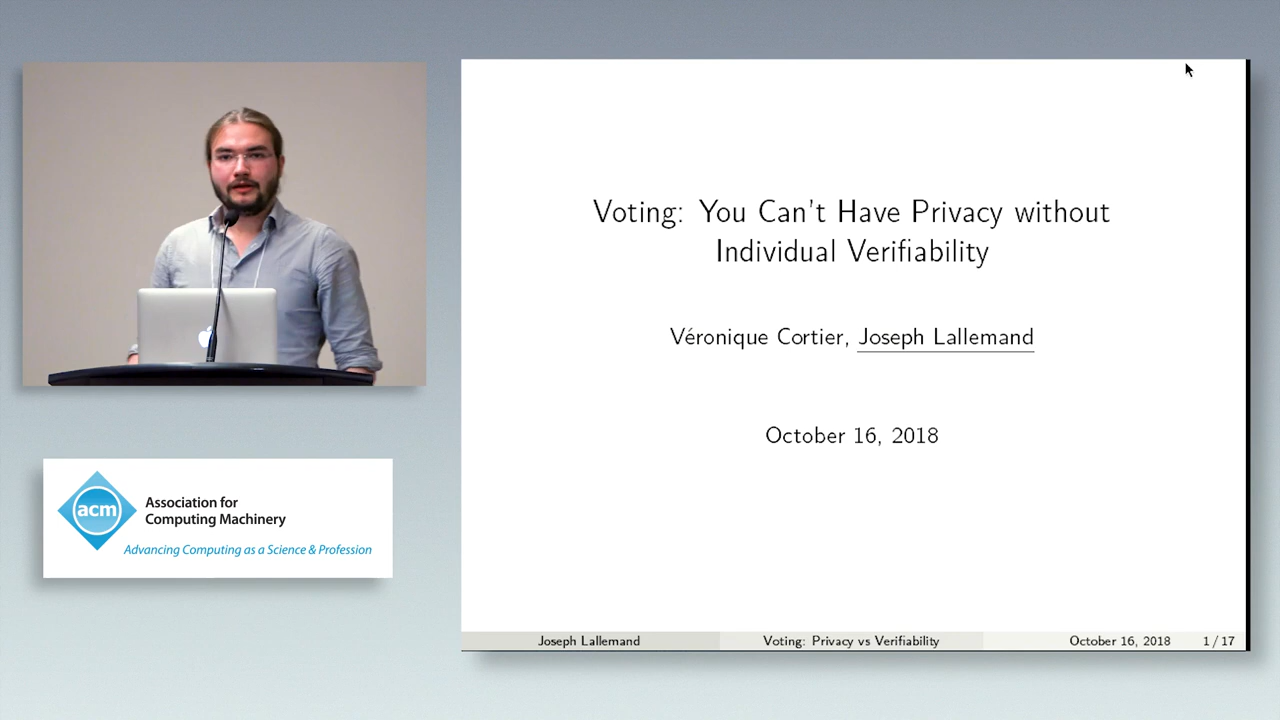 Voting: You Can't Have Privacy without
Individual Verifiability
Véronique Cortier, Joseph Lallemand
October 16, 2018
Joseph Lallemand Voting: Privacy vs Verifiability October 16, 2018 1 / 17
acm
Association for
Computing Machinery
Advancing Computing as a Science & Profession